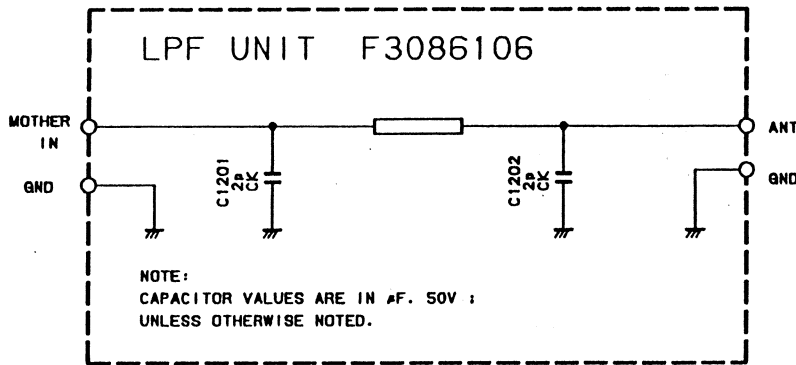 LPF UNIT F3086106
MOTHER
IN
GND
C1201
2p
CK
C1202
2p
CK
ANT
GND
NOTE:
CAPACITOR VALUES ARE IN µF. 50V ;
UNLESS OTHERWISE NOTED.